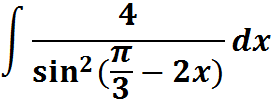 ∫ 4 / sin²(π/3 − 2x) dx